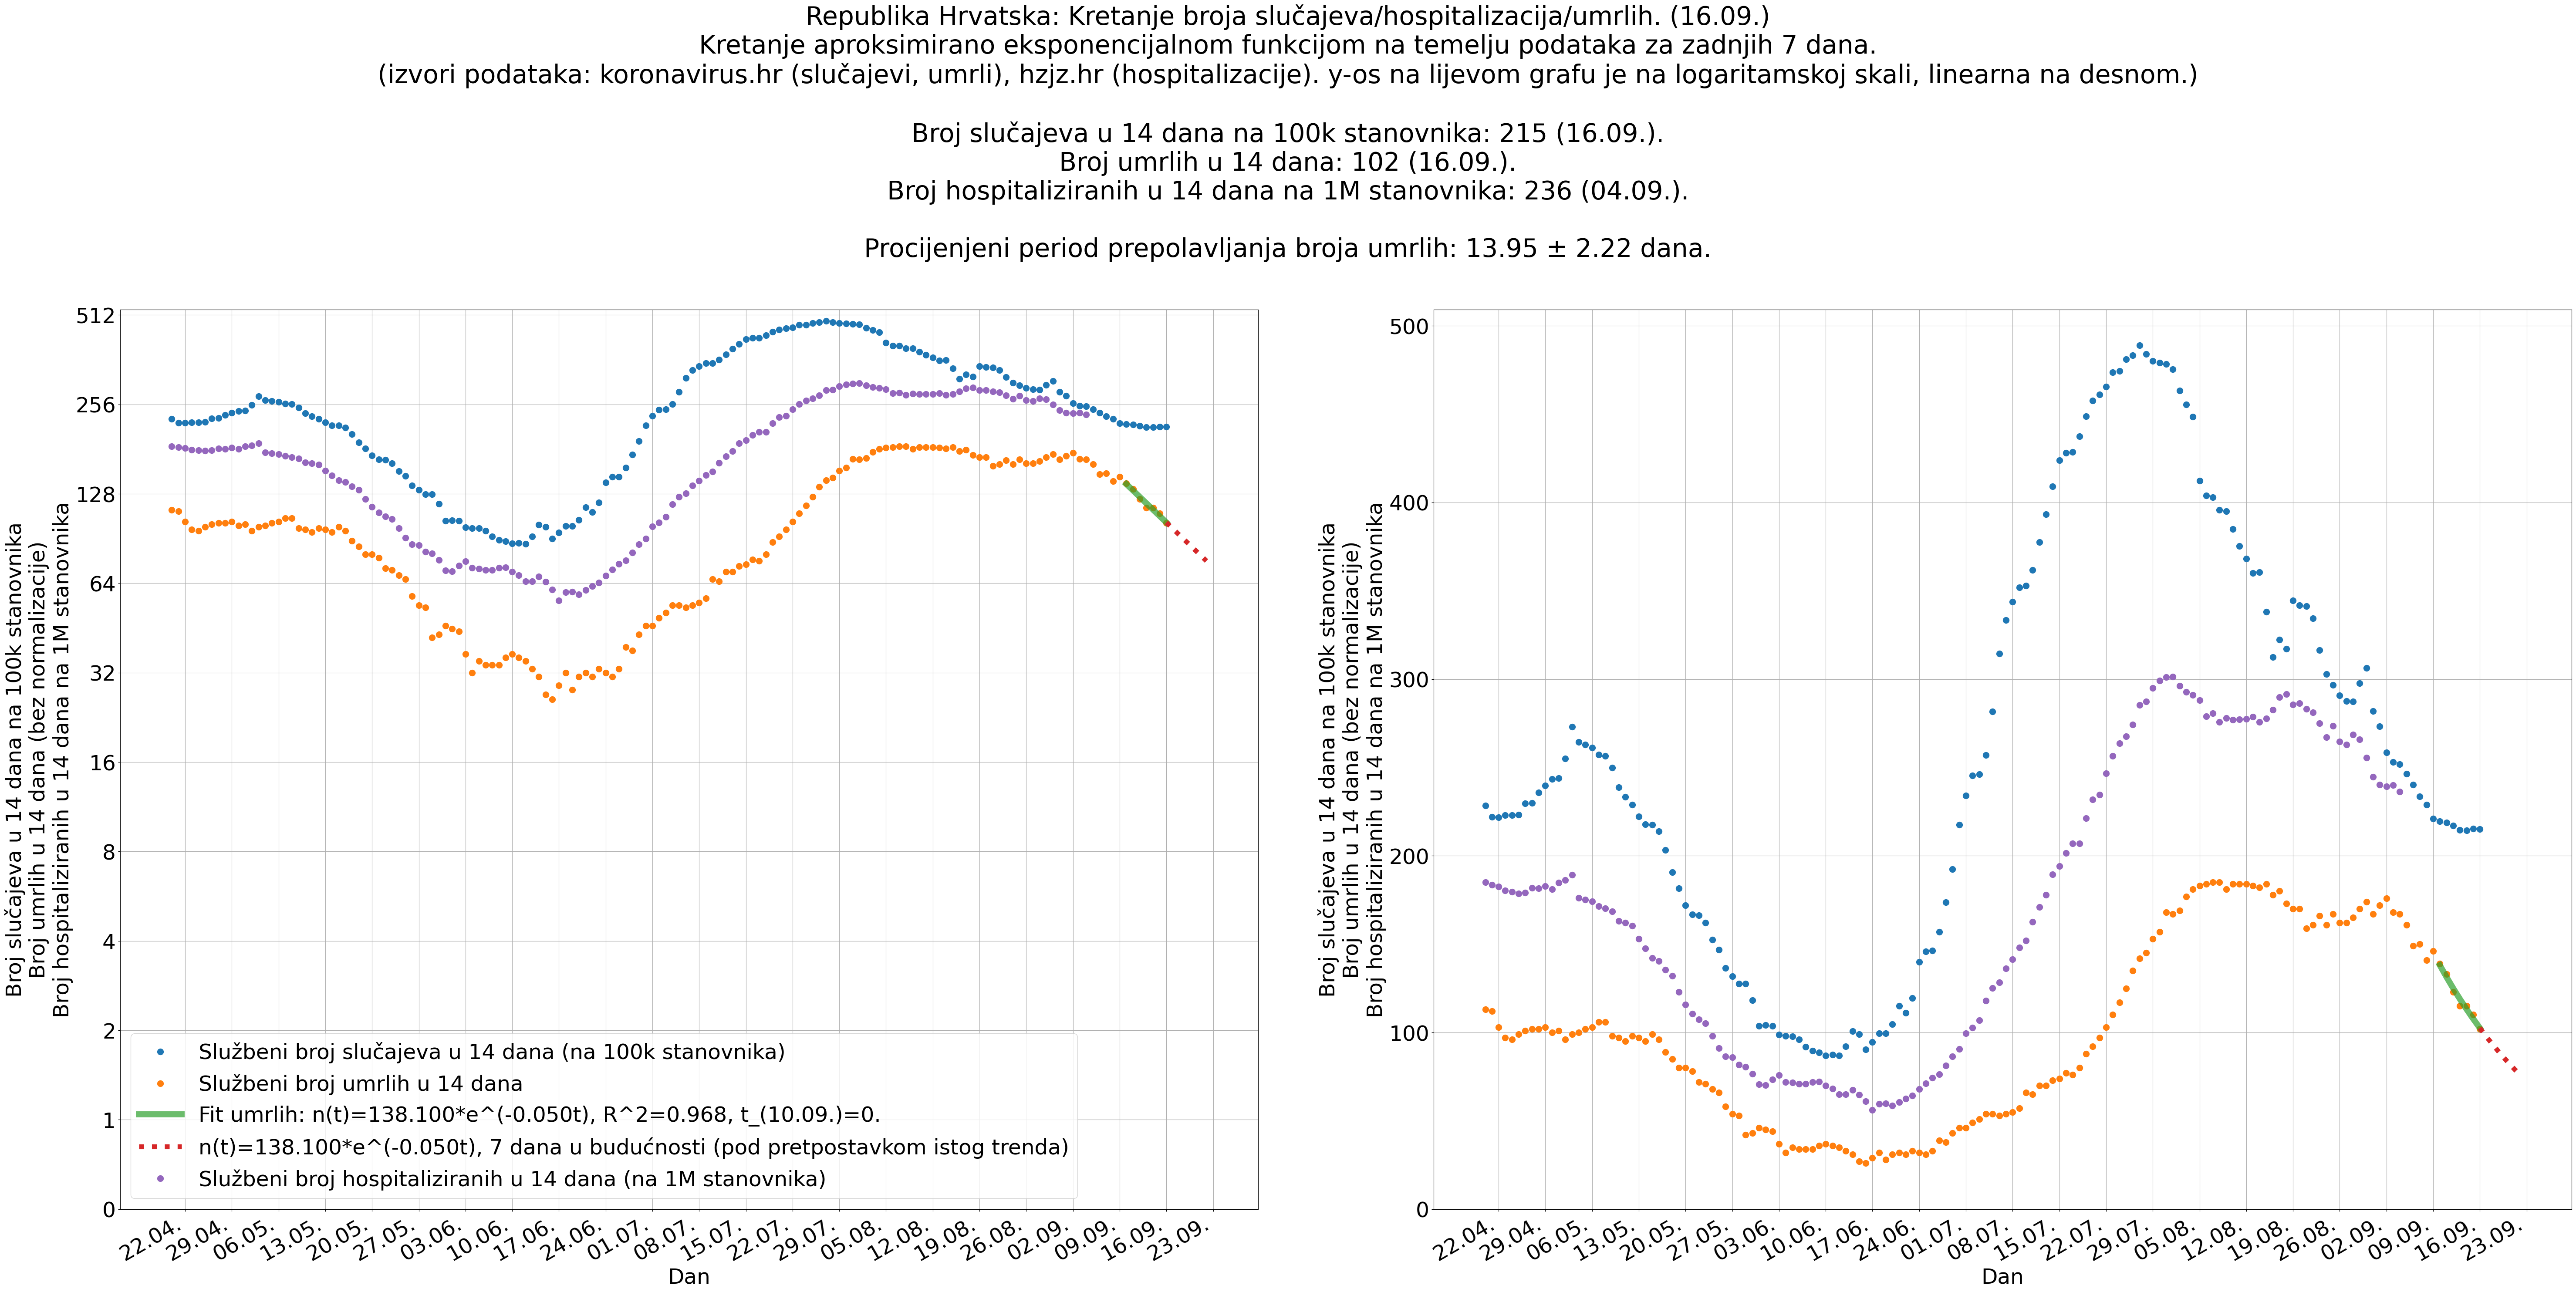 Republika Hrvatska: Kretanje broja slučajeva/hospitalizacija/umrlih. (16.09.)
Kretanje aproksimirano eksponencijalnom funkcijom na temelju podataka za zadnjih 7 dana.
(izvori podataka: koronavirus.hr (slučajevi, umrli), hzjz.hr (hospitalizacije). y-os na lijevom grafu je na logaritamskoj skali, linearna na desnom.)
Broj slučajeva u 14 dana na 100k stanovnika: 215 (16.09.).
Broj umrlih u 14 dana: 102 (16.09.).
Broj hospitaliziranih u 14 dana na 1M stanovnika: 236 (04.09.).
Procijenjeni period prepolavljanja broja umrlih: 13.95 ± 2.22 dana.
Broj slučajeva u 14 dana na 100k stanovnika
Broj umrlih u 14 dana (bez normalizacije)
Broj hospitaliziranih u 14 dana na 1M stanovnika
512
256
128
64
32
16
8
4
2
1
0
Službeni broj slučajeva u 14 dana (na 100k stanovnika)
Službeni broj umrlih u 14 dana
Fit umrlih: n(t)=138.100*e^(-0.050t), R^2=0.968, t_(10.09.)=0.
n(t)=138.100*e^(-0.050t), 7 dana u budućnosti (pod pretpostavkom istog trenda)
Službeni broj hospitaliziranih u 14 dana (na 1M stanovnika)
22.04. 29.04. 06.05. 13.05. 20.05. 27.05. 03.06. 10.06. 17.06. 24.06. 01.07. 08.07. 15.07. 22.07. 29.07. 05.08. 12.08. 19.08. 26.08. 02.09. 09.09. 16.09. 23.09.
Dan
Broj slučajeva u 14 dana na 100k stanovnika
Broj umrlih u 14 dana (bez normalizacije)
Broj hospitaliziranih u 14 dana na 1M stanovnika
500
400
300
200
100
0
22.04. 29.04. 06.05. 13.05. 20.05. 27.05. 03.06. 10.06. 17.06. 24.06. 01.07. 08.07. 15.07. 22.07. 29.07. 05.08. 12.08. 19.08. 26.08. 02.09. 09.09. 16.09. 23.09.
Dan